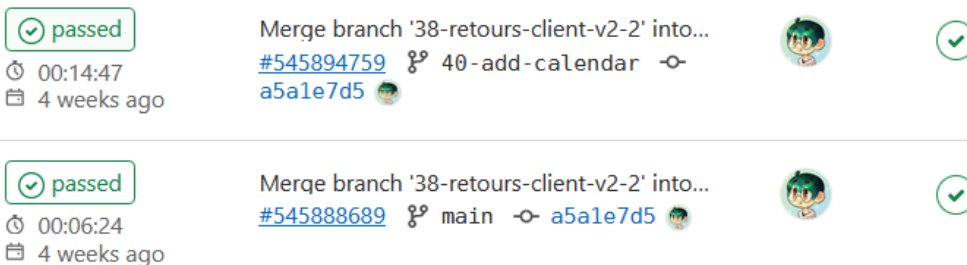 passed
00:14:47
4 weeks ago
Merge branch '38-retours-client-v2-2' into...
#545894759 40-add-calendar
a5a1e7d5
passed
00:06:24
4 weeks ago
Merge branch '38-retours-client-v2-2' into...
#545888689 main a5a1e7d5